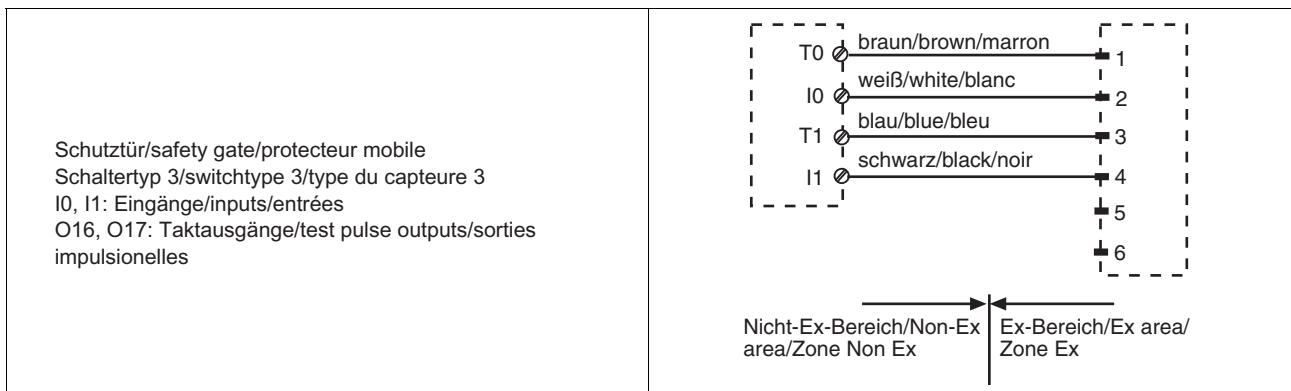 Schutztür/safety gate/protecteur mobile
Schaltertyp 3/switchtype 3/type du capteure 3
I0, I1: Eingänge/inputs/entrées
O16, O17: Taktausgänge/test pulse outputs/sorties
impulsionelles
T0
braun/brown/marron
1
I0
weiß/white/blanc
2
T1
blau/blue/bleu
3
I1
schwarz/black/noir
4
5
6
Nicht-Ex-Bereich/Non-Ex
area/Zone Non Ex
Ex-Bereich/Ex area/
Zone Ex